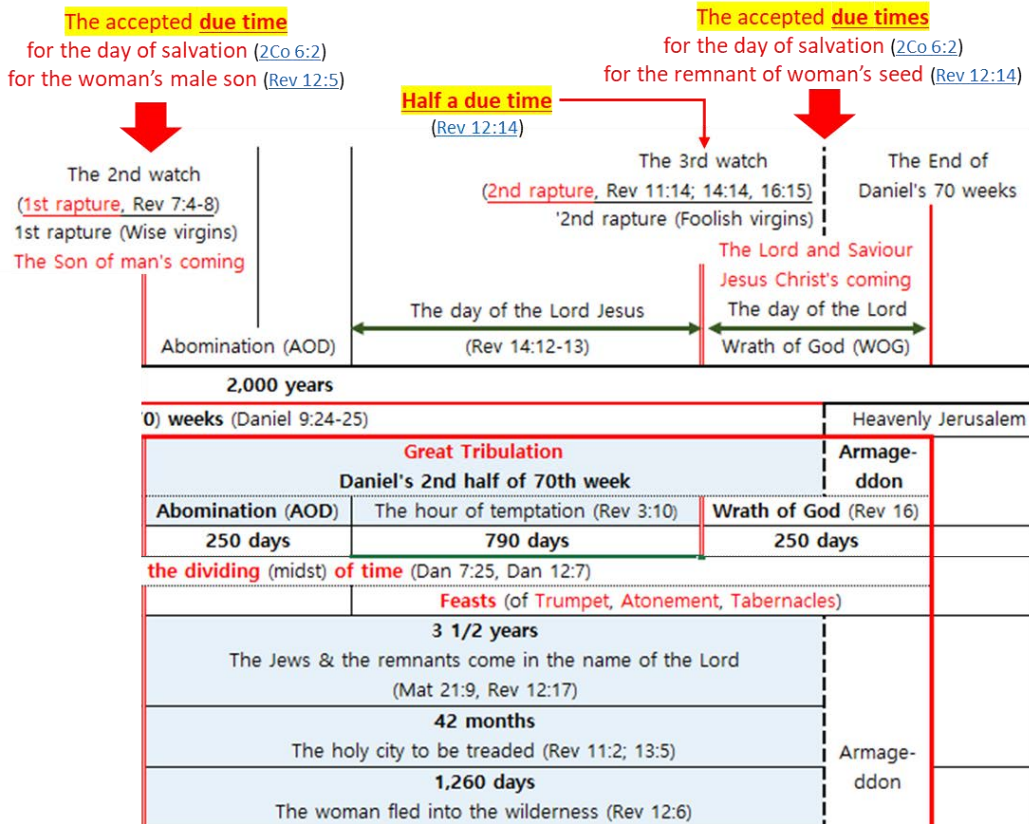 The accepted due time
for the day of salvation (2Co 6:2)
for the woman's male son (Rev 12:5)
The accepted due times
for the day of salvation (2Co 6:2)
for the remnant of woman's seed (Rev 12:14)
Half a due time
(Rev 12:14)
The 2nd watch
(1st rapture, Rev 7:4-8)
1st rapture (Wise virgins)
The Son of man's coming
The 3rd watch
(2nd rapture, Rev 11:14; 14:14, 16:15)
'2nd rapture (Foolish virgins)
The End of
Daniel's 70 weeks
The Lord and Saviour
Jesus Christ's coming
The day of the Lord Jesus
The day of the Lord
Abomination (AOD)
(Rev 14:12-13)
Wrath of God (WOG)
2,000 years
'0) weeks (Daniel 9:24-25)
Heavenly Jerusalem
Great Tribulation
Daniel's 2nd half of 70th week
Armage-
ddon
Abomination (AOD)
The hour of temptation (Rev 3:10)
Wrath of God (Rev 16)
250 days
790 days
250 days
the dividing (midst) of time (Dan 7:25, Dan 12:7)
Feasts (of Trumpet, Atonement, Tabernacles)
3 1/2 years
The Jews & the remnants come in the name of the Lord
(Mat 21:9, Rev 12:17)
42 months
The holy city to be treaded (Rev 11:2; 13:5)
Armage-
ddon
1,260 days
The woman fled into the wilderness (Rev 12:6)